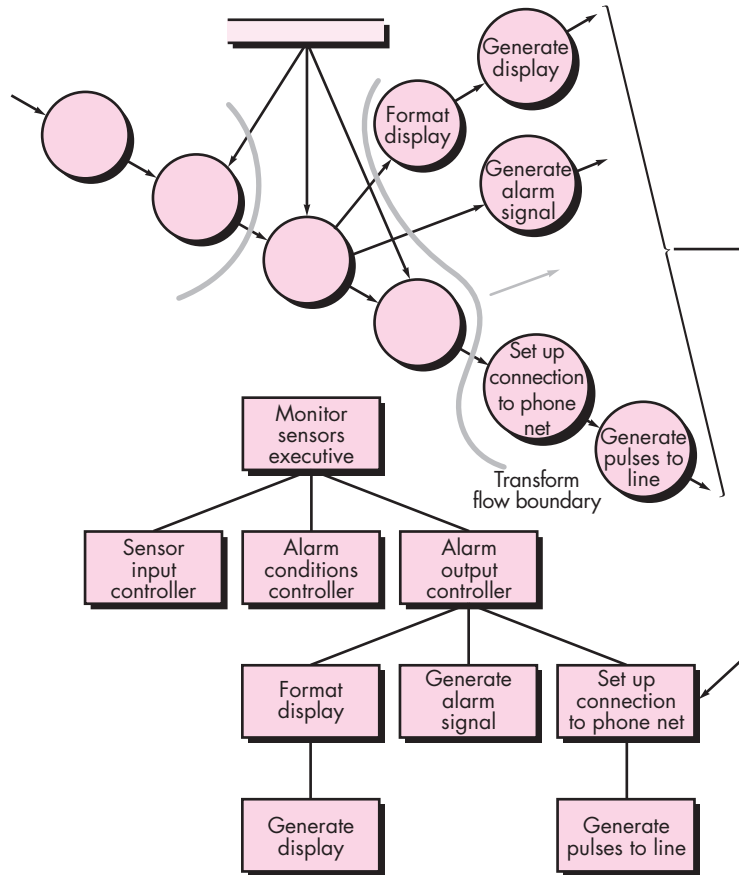 Generate
display
Format
display
Generate
alarm
signal
Set up
connection
to phone
net
Generate
pulses to
line
Transform
flow boundary
Monitor
sensors
executive
Sensor
input
controller
Alarm
conditions
controller
Alarm
output
controller
Format
display
Generate
alarm
signal
Set up
connection
to phone net
Generate
display
Generate
pulses to line